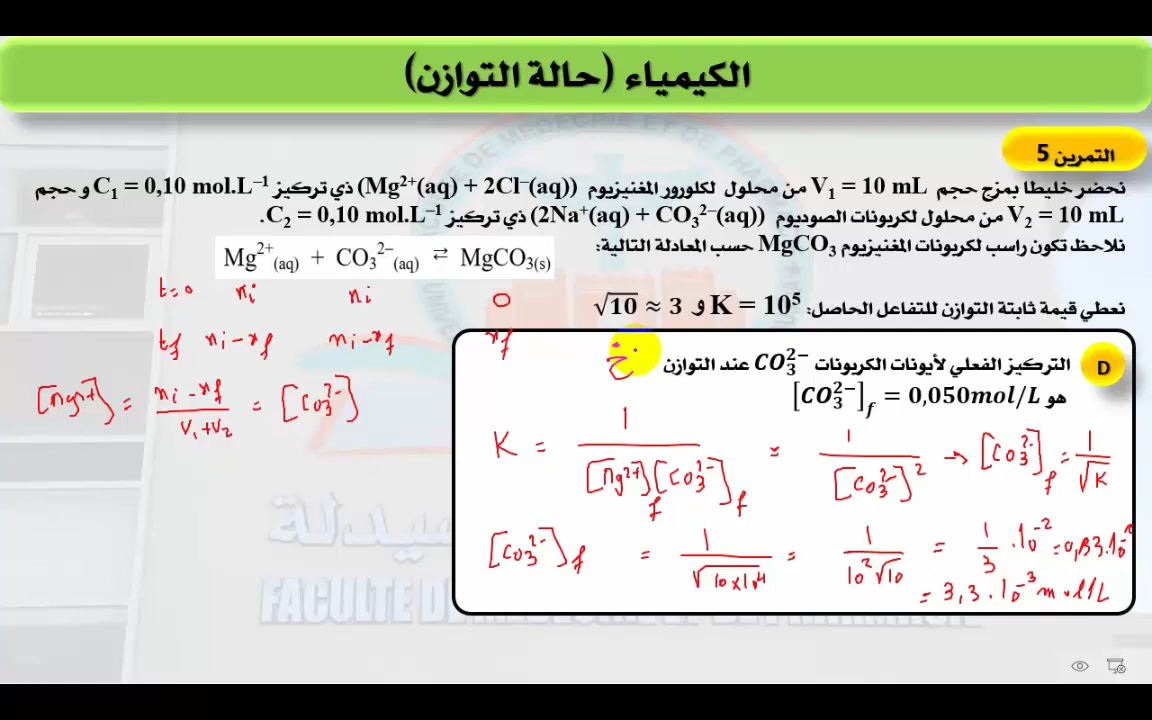 الكيمياء (حالة التوازن)
التمرين 5
نحضر خليطا بمزج حجم V₁ = 10 mL من محلول لكلورور المغنيزيوم (Mg²⁺(aq) + 2Cl⁻(aq)) ذي تركيز C₁ = 0,10 mol.L⁻¹ و حجم
V₂ = 10 mL من محلول لكربونات الصوديوم (2Na⁺(aq) + CO₃²⁻(aq)) ذي تركيز C₂ = 0,10 mol.L⁻¹.
نلاحظ تكون راسب لكربونات المغنيزيوم MgCO₃ حسب المعادلة التالية:
Mg²⁺(aq) + CO₃²⁻(aq) ⇄ MgCO₃(s)
t=0 ni ni 0
نعطي قيمة ثابتة التوازن للتفاعل الحاصل: K = 10⁵ و √10 ≈ 3
tf ni-xf ni-xf xf
D التركيز الفعلي لأيونات الكربونات CO₃²⁻ عند التوازن
هو [CO₃²⁻]f = 0,050mol/L
[Mg²⁺] = ni-xf / V₁+V₂ = [CO₃²⁻]
K = 1 / [Mg²⁺]f [CO₃²⁻]f = 1 / [CO₃²⁻]² → [CO₃²⁻]f = 1/√K
[CO₃²⁻]f = 1 / √10×10⁴ = 1 / 10²√10 = 1/3 .10⁻² = 0,33.10⁻²
= 3,3.10⁻³ mol/L
FACULTE DE